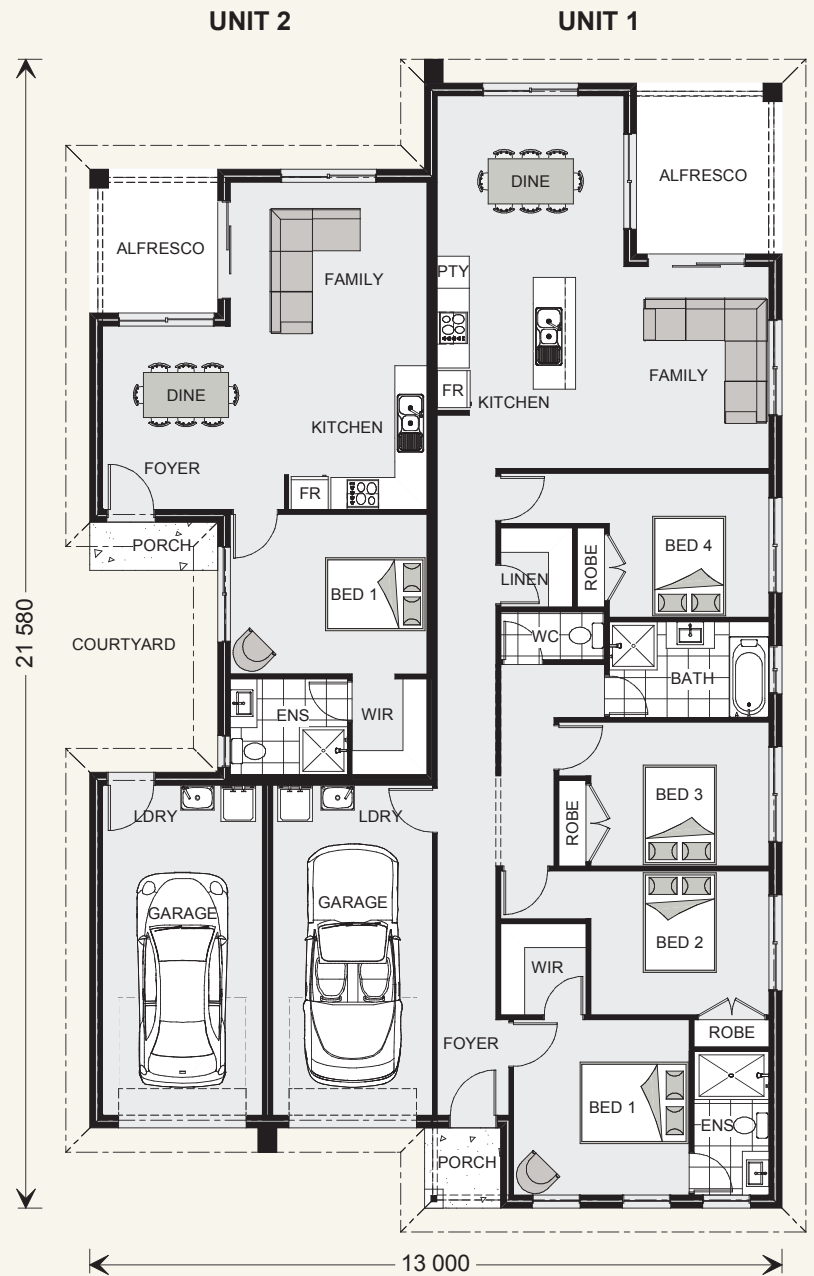 UNIT 2
UNIT 1
DINE
ALFRESCO
ALFRESCO
FAMILY
PTY
DINE
FR
KITCHEN
FAMILY
KITCHEN
FOYER
FR
PORCH
BED 4
ROBE
LINEN
BED 1
21 580
COURTYARD
WC
BATH
ENS
WIR
BED 3
ROBE
LDRY
LDRY
GARAGE
GARAGE
BED 2
WIR
ROBE
FOYER
BED 1
ENS
PORCH
13 000